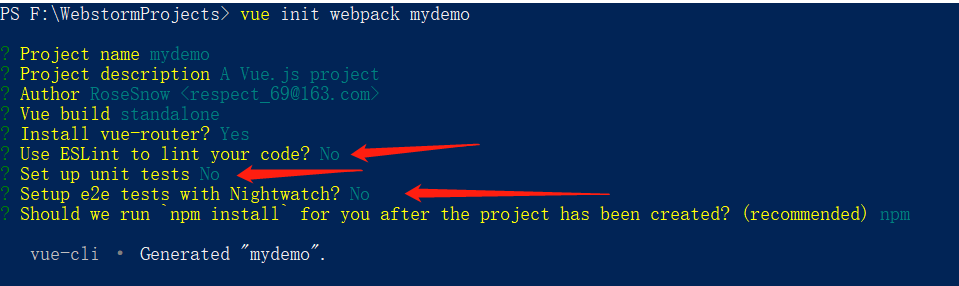 PS F:\WebstormProjects> vue init webpack mydemo
? Project name mydemo
? Project description A Vue.js project
? Author RoseSnow <respect_69@163.com>
? Vue build standalone
? Install vue-router? Yes
? Use ESLint to lint your code? No
? Set up unit tests No
? Setup e2e tests with Nightwatch? No
? Should we run `npm install` for you after the project has been created? (recommended) npm
vue-cli · Generated "mydemo".